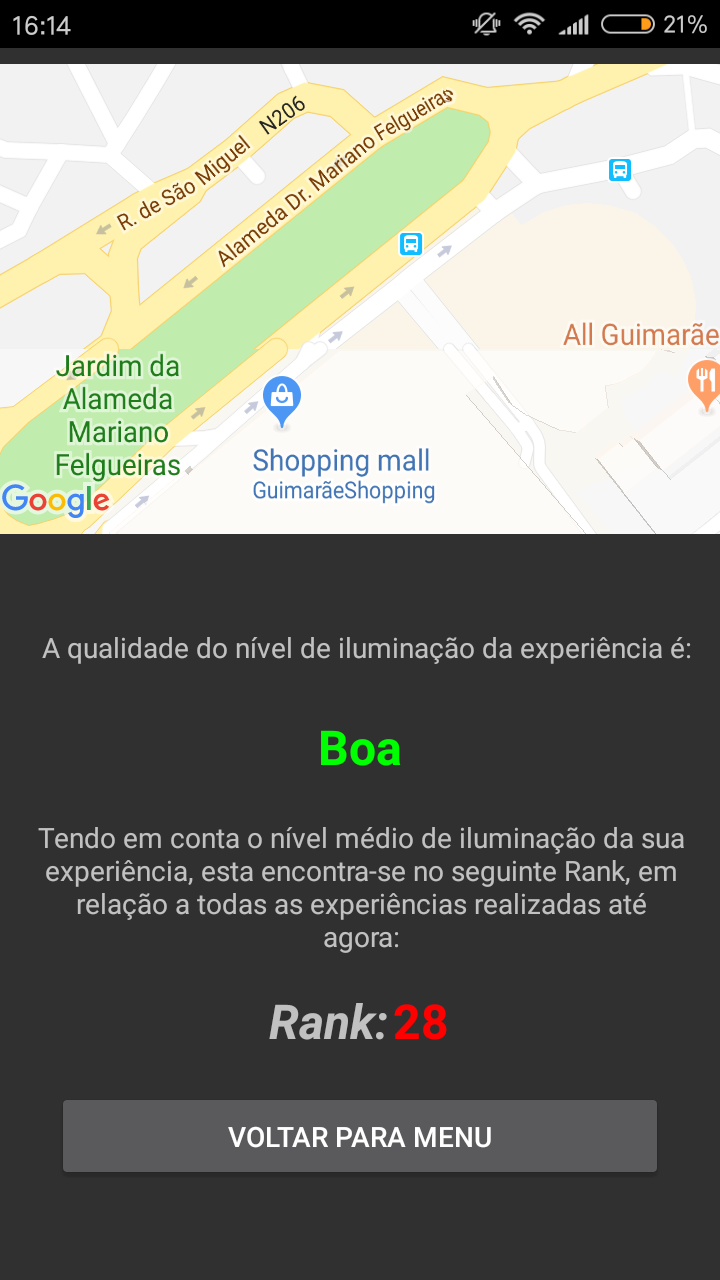 16:14
21%
N206
R. de São Miguel
Alameda Dr. Mariano Felgueiras
All Guimarãe
Jardim da
Alameda
Mariano
Felgueiras
Shopping mall
GuimarãeShopping
Google
A qualidade do nível de iluminação da experiência é:
Boa
Tendo em conta o nível médio de iluminação da sua
experiência, esta encontra-se no seguinte Rank, em
relação a todas as experiências realizadas até
agora:
Rank: 28
VOLTAR PARA MENU